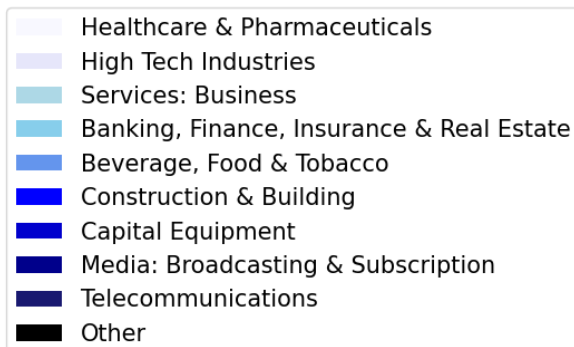 Healthcare & Pharmaceuticals
High Tech Industries
Services: Business
Banking, Finance, Insurance & Real Estate
Beverage, Food & Tobacco
Construction & Building
Capital Equipment
Media: Broadcasting & Subscription
Telecommunications
Other